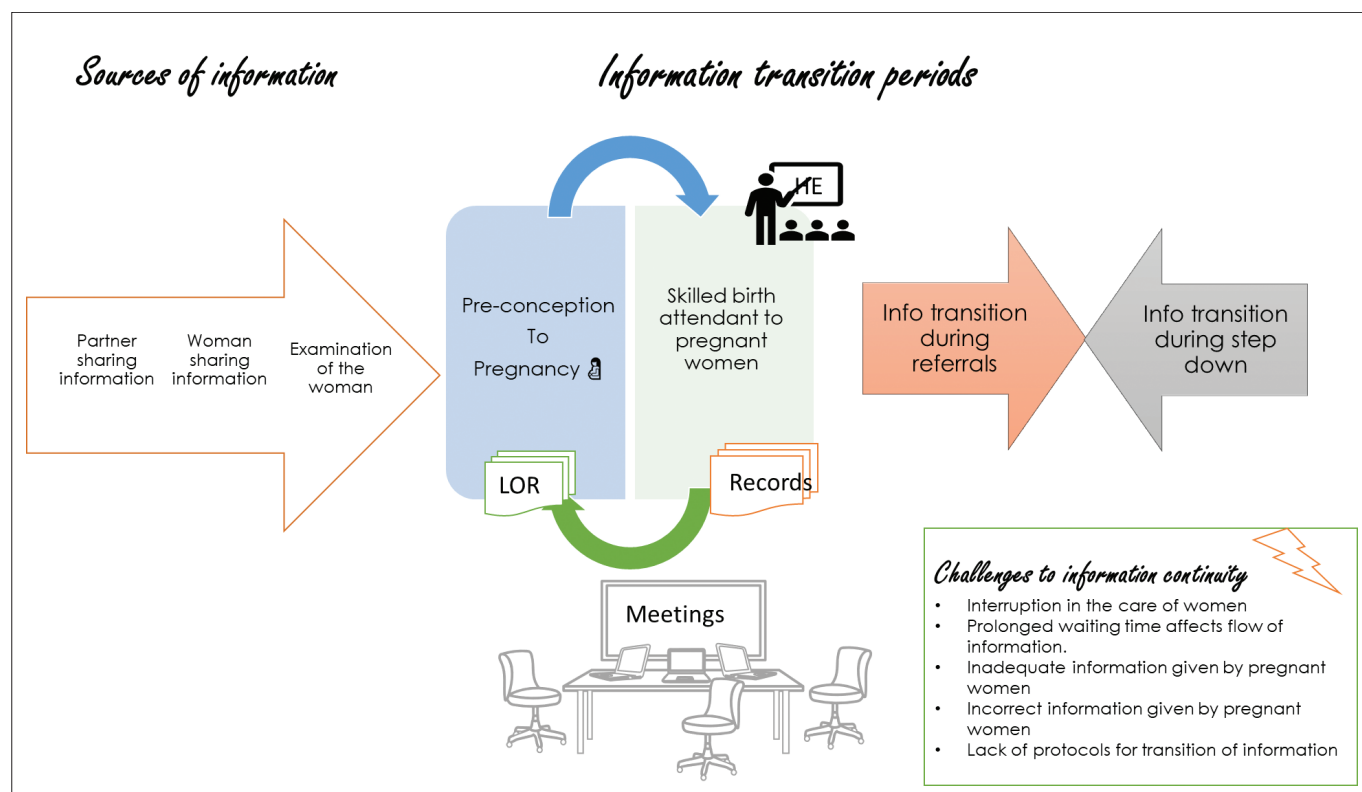 Sources of information
Information transition periods
HE
Partner
sharing
information
Woman
sharing
information
Examination
of the
woman
Pre-conception
To
Pregnancy
Skilled birth
attendant to
pregnant
women
Info transition
during
referrals
Info transition
during step
down
LOR
Records
Meetings
Challenges to information continuity
• Interruption in the care of women
• Prolonged waiting time affects flow of
information.
• Inadequate information given by pregnant
women
• Incorrect information given by pregnant
women
• Lack of protocols for transition of information